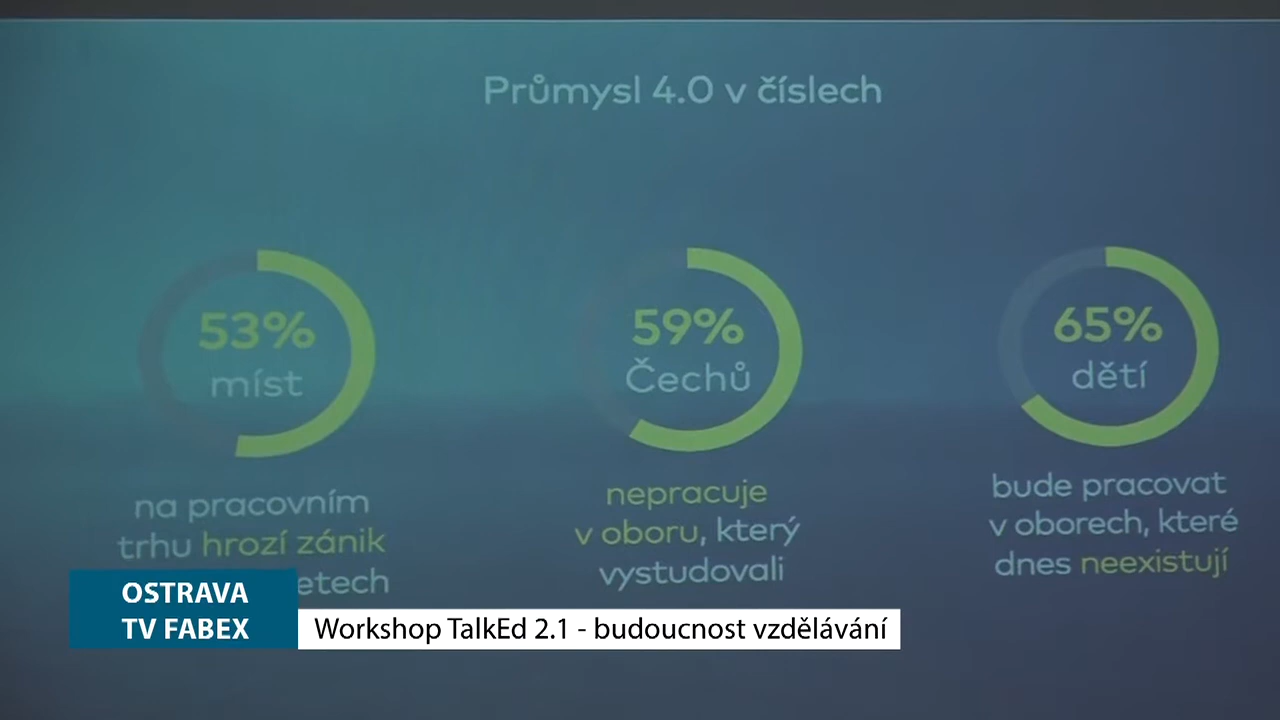 Průmysl 4.0 v číslech
53%
míst
na pracovním
trhu hrozí zánik
etech
59%
Čechů
nepracuje
v oboru, který
vystudovali
65%
dětí
bude pracovat
v oborech, které
dnes neexistují
OSTRAVA
TV FABEX
Workshop TalkEd 2.1 - budoucnost vzdělávání